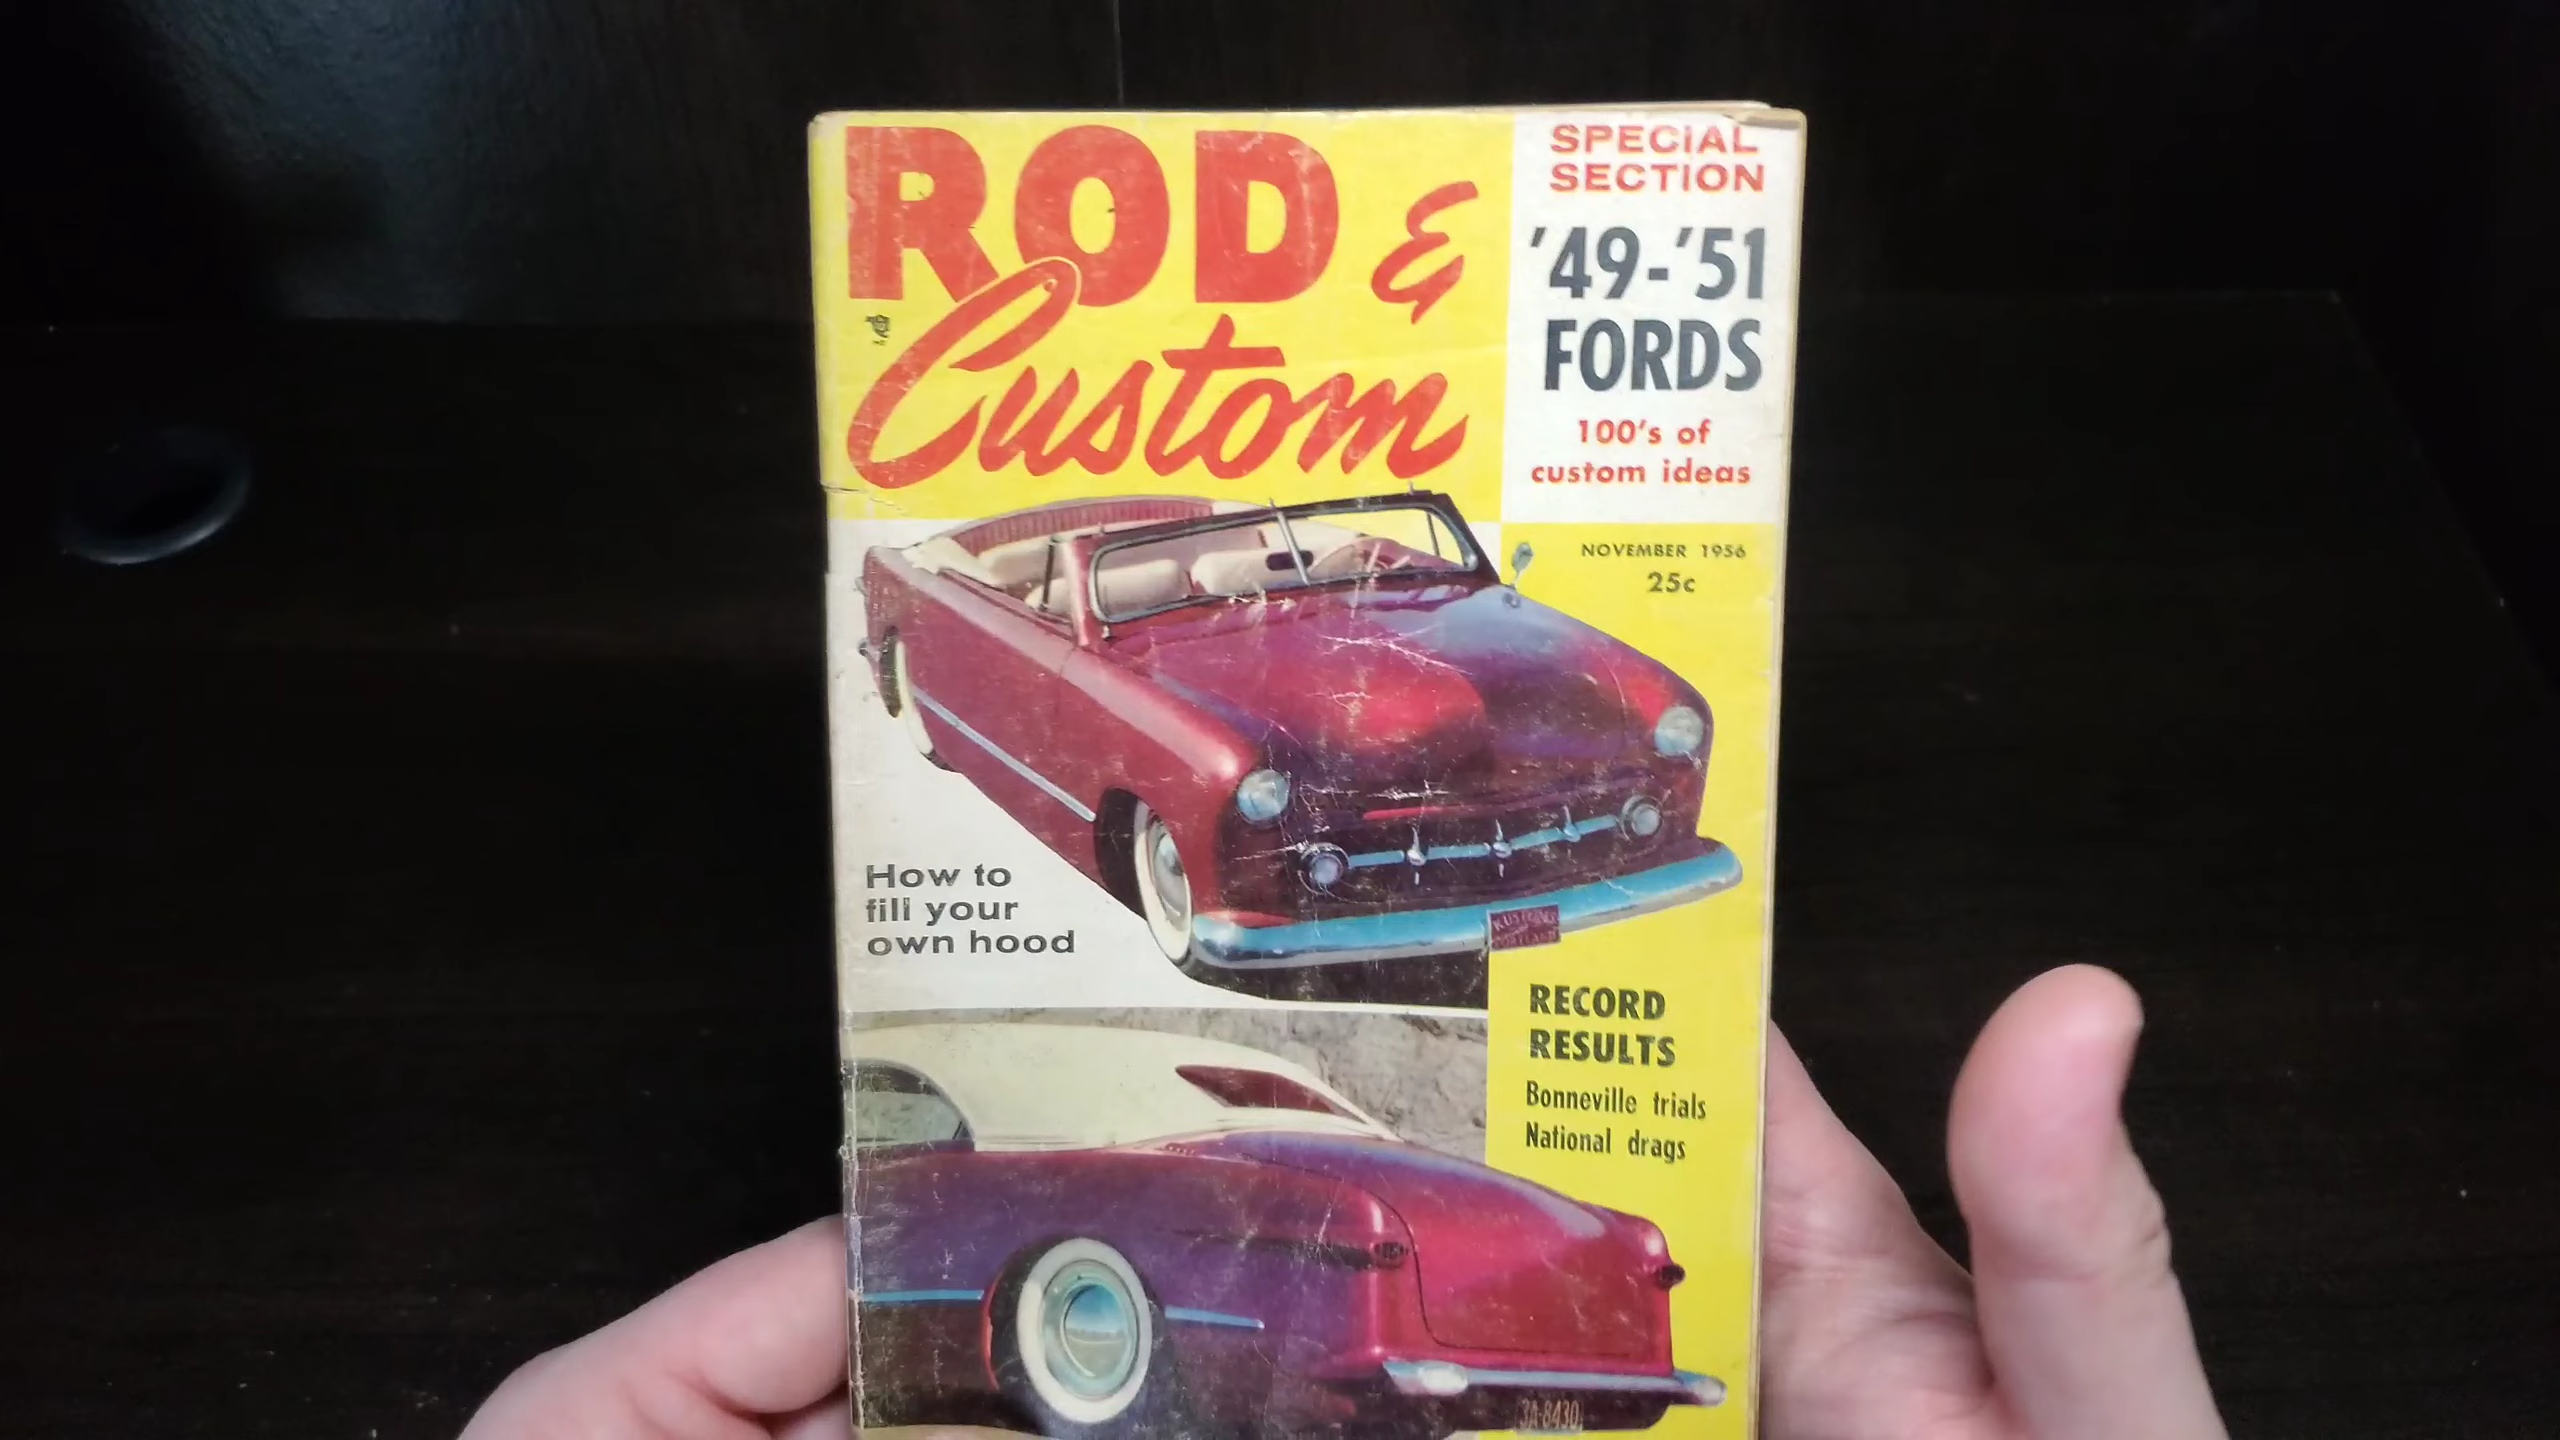 ROD &
Custom
SPECIAL
SECTION
'49-'51
FORDS
100's of
custom ideas
NOVEMBER 1956
25c
How to
fill your
own hood
RECORD
RESULTS
Bonneville trials
National drags
3A-8430